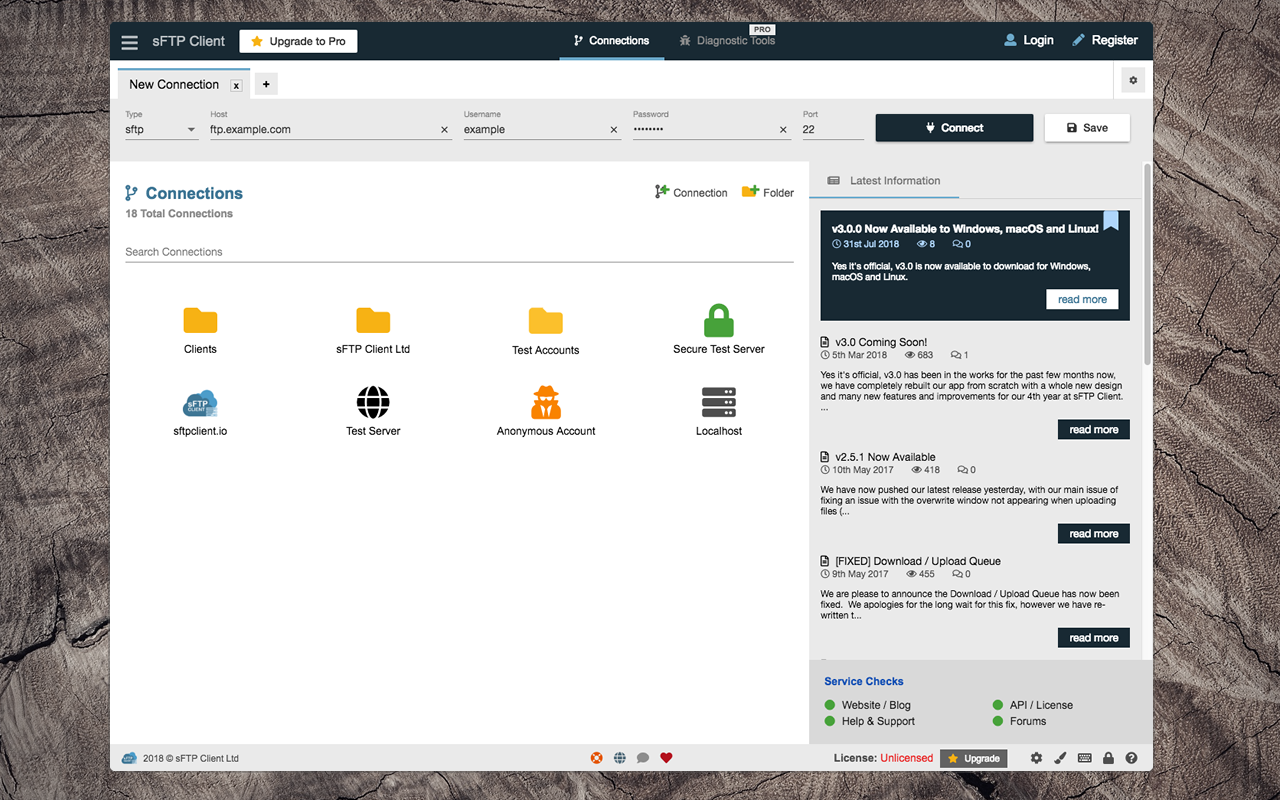 sFTP Client
Upgrade to Pro
Connections
Diagnostic Tools
PRO
Login
Register
New Connection
x
+
Type
Host
Username
Password
Port
sftp
ftp.example.com
example
••••••••
22
Connect
Save
Connections
18 Total Connections
Connection
Folder
Search Connections
Clients
sFTP Client Ltd
Test Accounts
Secure Test Server
sFTP
CLIENT
sftpclient.io
Test Server
Anonymous Account
Localhost
Latest Information
v3.0.0 Now Available to Windows, macOS and Linux!
31st Jul 2018 8 0
Yes it's official, v3.0 is now available to download for Windows,
macOS and Linux.
read more
v3.0 Coming Soon!
5th Mar 2018 683 1
Yes it's official, v3.0 has been in the works for the past few months now,
we have completely rebuilt our app from scratch with a whole new design
and many new features and improvements for our 4th year at sFTP Client.
...
read more
v2.5.1 Now Available
10th May 2017 418 0
We have now pushed our latest release yesterday, with our main issue of
fixing an issue with the overwrite window not appearing when uploading
files (...
read more
[FIXED] Download / Upload Queue
9th May 2017 455 0
We are please to announce the Download / Upload Queue has now been
fixed.  We apologies for the long wait for this fix, however we have re-
written t...
read more
Service Checks
Website / Blog
API / License
Help & Support
Forums
2018 © sFTP Client Ltd
License: Unlicensed
Upgrade